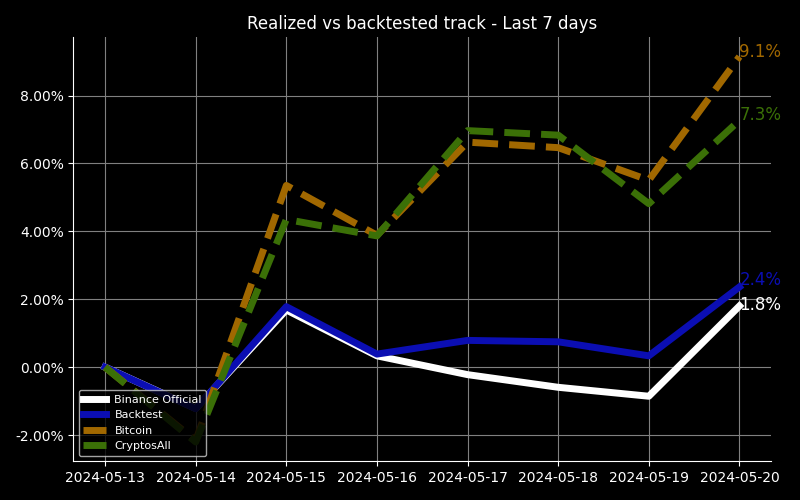 Realized vs backtested track - Last 7 days
9.1%
8.00%
7.3%
6.00%
4.00%
2.4%
2.00%
1.8%
0.00%
-2.00%
Binance Official
Backtest
Bitcoin
CryptosAll
2024-05-13 2024-05-14 2024-05-15 2024-05-16 2024-05-17 2024-05-18 2024-05-19 2024-05-20